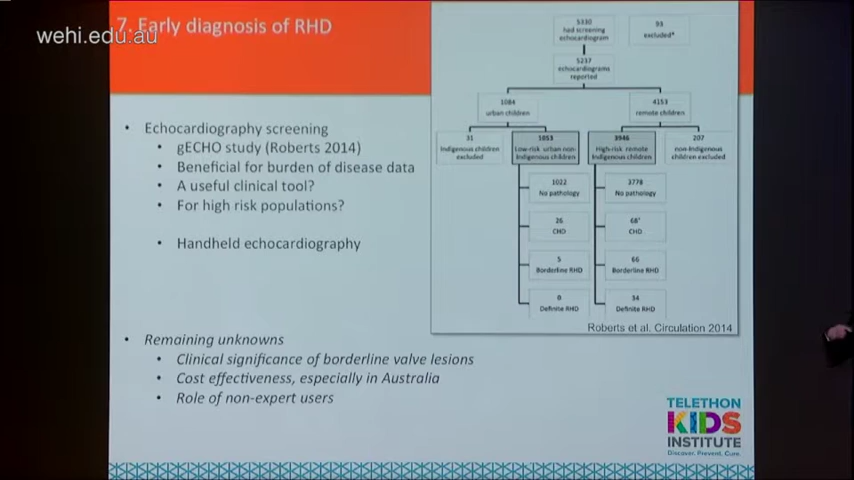 wehi.edu.au
7. Early diagnosis of RHD
• Echocardiography screening
• gECHO study (Roberts 2014)
• Beneficial for burden of disease data
• A useful clinical tool?
• For high risk populations?
• Handheld echocardiography
• Remaining unknowns
• Clinical significance of borderline valve lesions
• Cost effectiveness, especially in Australia
• Role of non-expert users
5330
had screening
echocardiogram
93
excluded*
5237
echocardiograms
reported
1084
urban children
4153
remote children
31
Indigenous children
excluded
1053
Low-risk urban non-
Indigenous children
3946
High-risk remote
Indigenous children
207
non-Indigenous
children excluded
1022
No pathology
3778
No pathology
26
CHD
68⁺
CHD
5
Borderline RHD
66
Borderline RHD
0
Definite RHD
34
Definite RHD
Roberts et al. Circulation 2014
TELETHON
KIDS
INSTITUTE
Discover. Prevent. Cure.